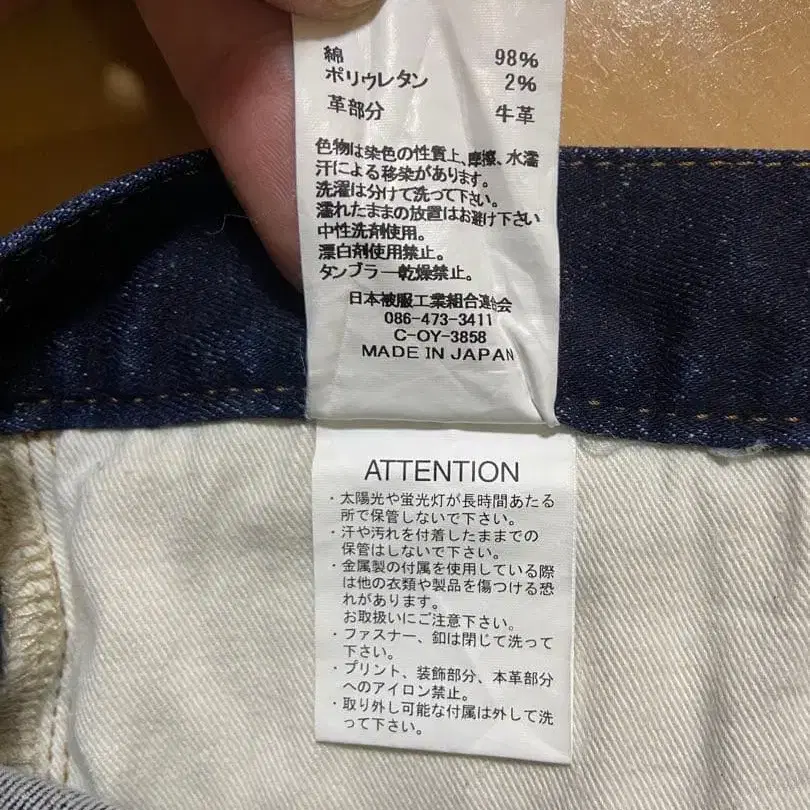 綿 98%
ポリウレタン 2%
革部分 牛革
色物は染色の性質上、摩擦、水濡
汗による移染があります。
洗濯は分けて洗って下さい。
濡れたままの放置はお避け下さい
中性洗剤使用。
漂白剤使用禁止。
タンブラー乾燥禁止。
日本被服工業組合連合会
086-473-3411
C-OY-3858
MADE IN JAPAN
ATTENTION
・太陽光や蛍光灯が長時間あたる
所で保管しないで下さい。
・汗や汚れを付着したままでの
保管はしないで下さい。
・金属製の付属を使用している際
は他の衣類や製品を傷つける恐
れがあります。
お取扱いにご注意下さい。
・ファスナー、釦は閉じて洗って
下さい。
・プリント、装飾部分、本革部分
へのアイロン禁止。
・取り外し可能な付属は外して洗
って下さい。